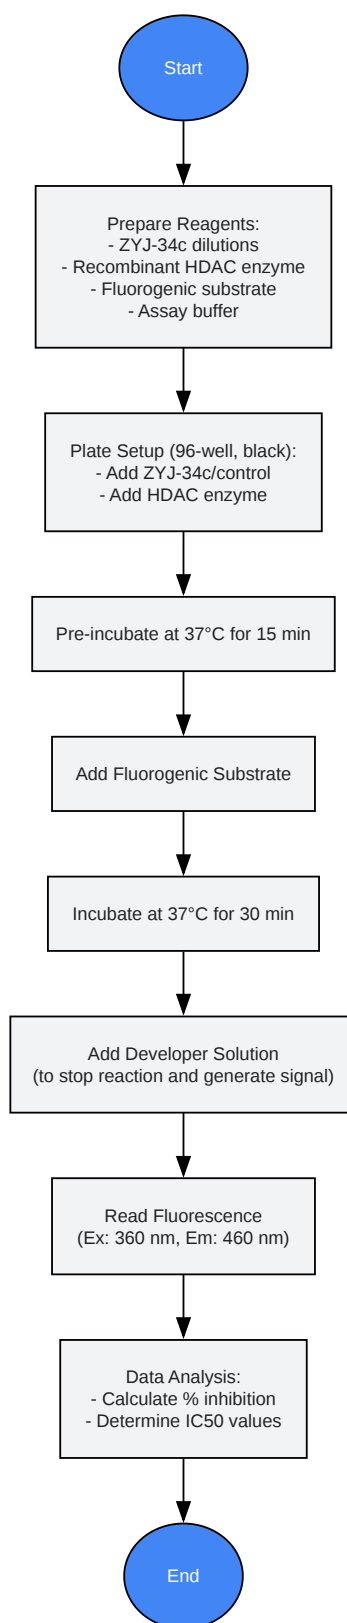 Start
Prepare Reagents:
- ZYJ-34c dilutions
- Recombinant HDAC enzyme
- Fluorogenic substrate
- Assay buffer
Plate Setup (96-well, black):
- Add ZYJ-34c/control
- Add HDAC enzyme
Pre-incubate at 37°C for 15 min
Add Fluorogenic Substrate
Incubate at 37°C for 30 min
Add Developer Solution
(to stop reaction and generate signal)
Read Fluorescence
(Ex: 360 nm, Em: 460 nm)
Data Analysis:
- Calculate % inhibition
- Determine IC50 values
End